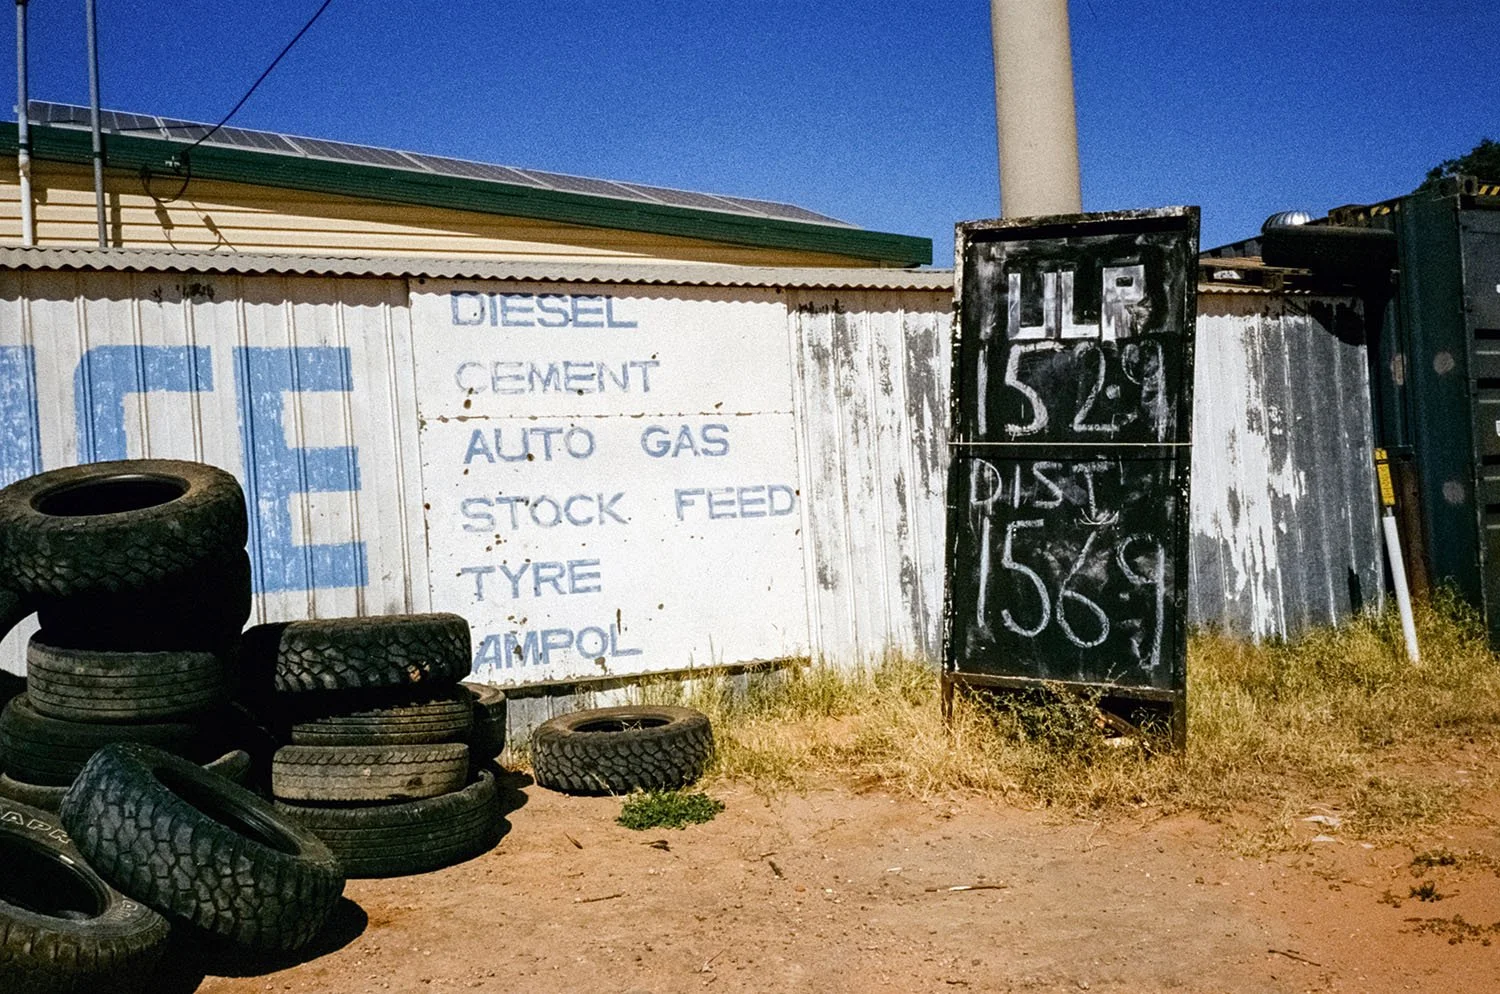 CE
DIESEL
CEMENT
AUTO GAS
STOCK FEED
TYRE
AMPOL
ULP
152.9
DIST
156.9